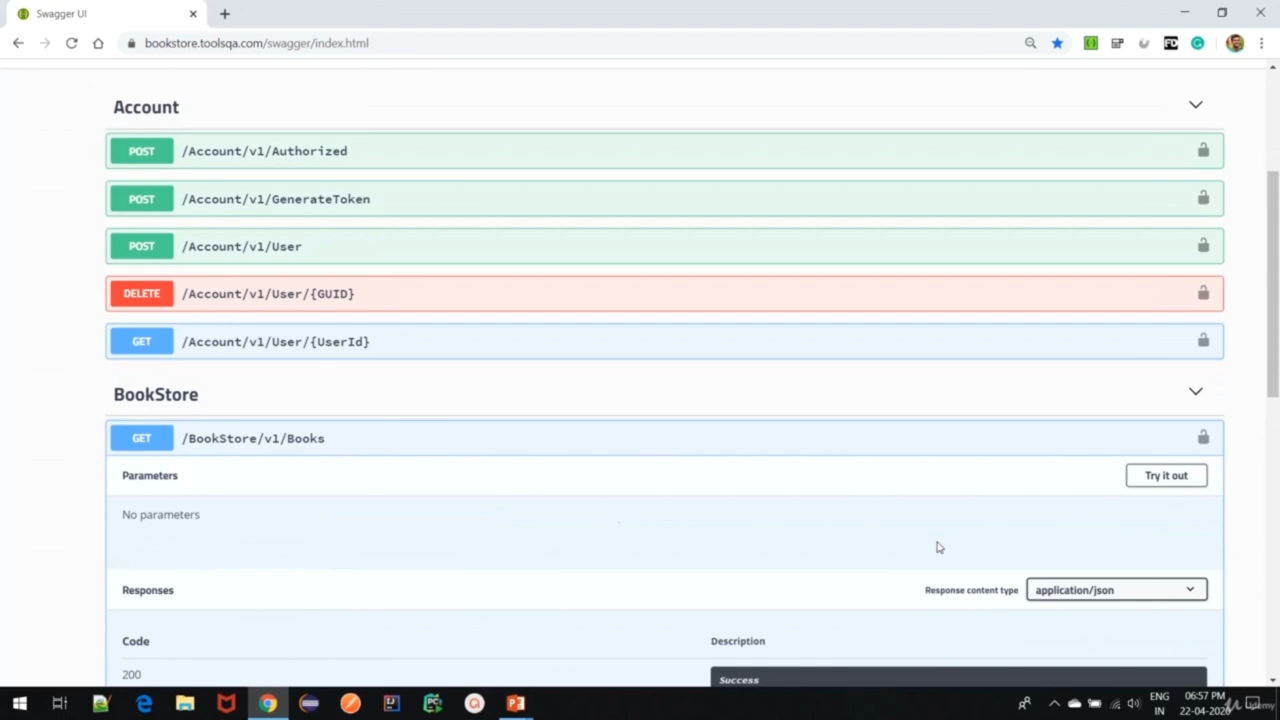 Swagger UI
bookstore.toolsqa.com/swagger/index.html
FD
Account
POST /Account/v1/Authorized
POST /Account/v1/GenerateToken
POST /Account/v1/User
DELETE /Account/v1/User/{GUID}
GET /Account/v1/User/{UserId}
BookStore
GET /BookStore/v1/Books
Parameters
Try it out
No parameters
Responses
Response content type
application/json
Code
Description
200
Success
PC
ENG
IN
06:57 PM
22-04-2020
Udemy